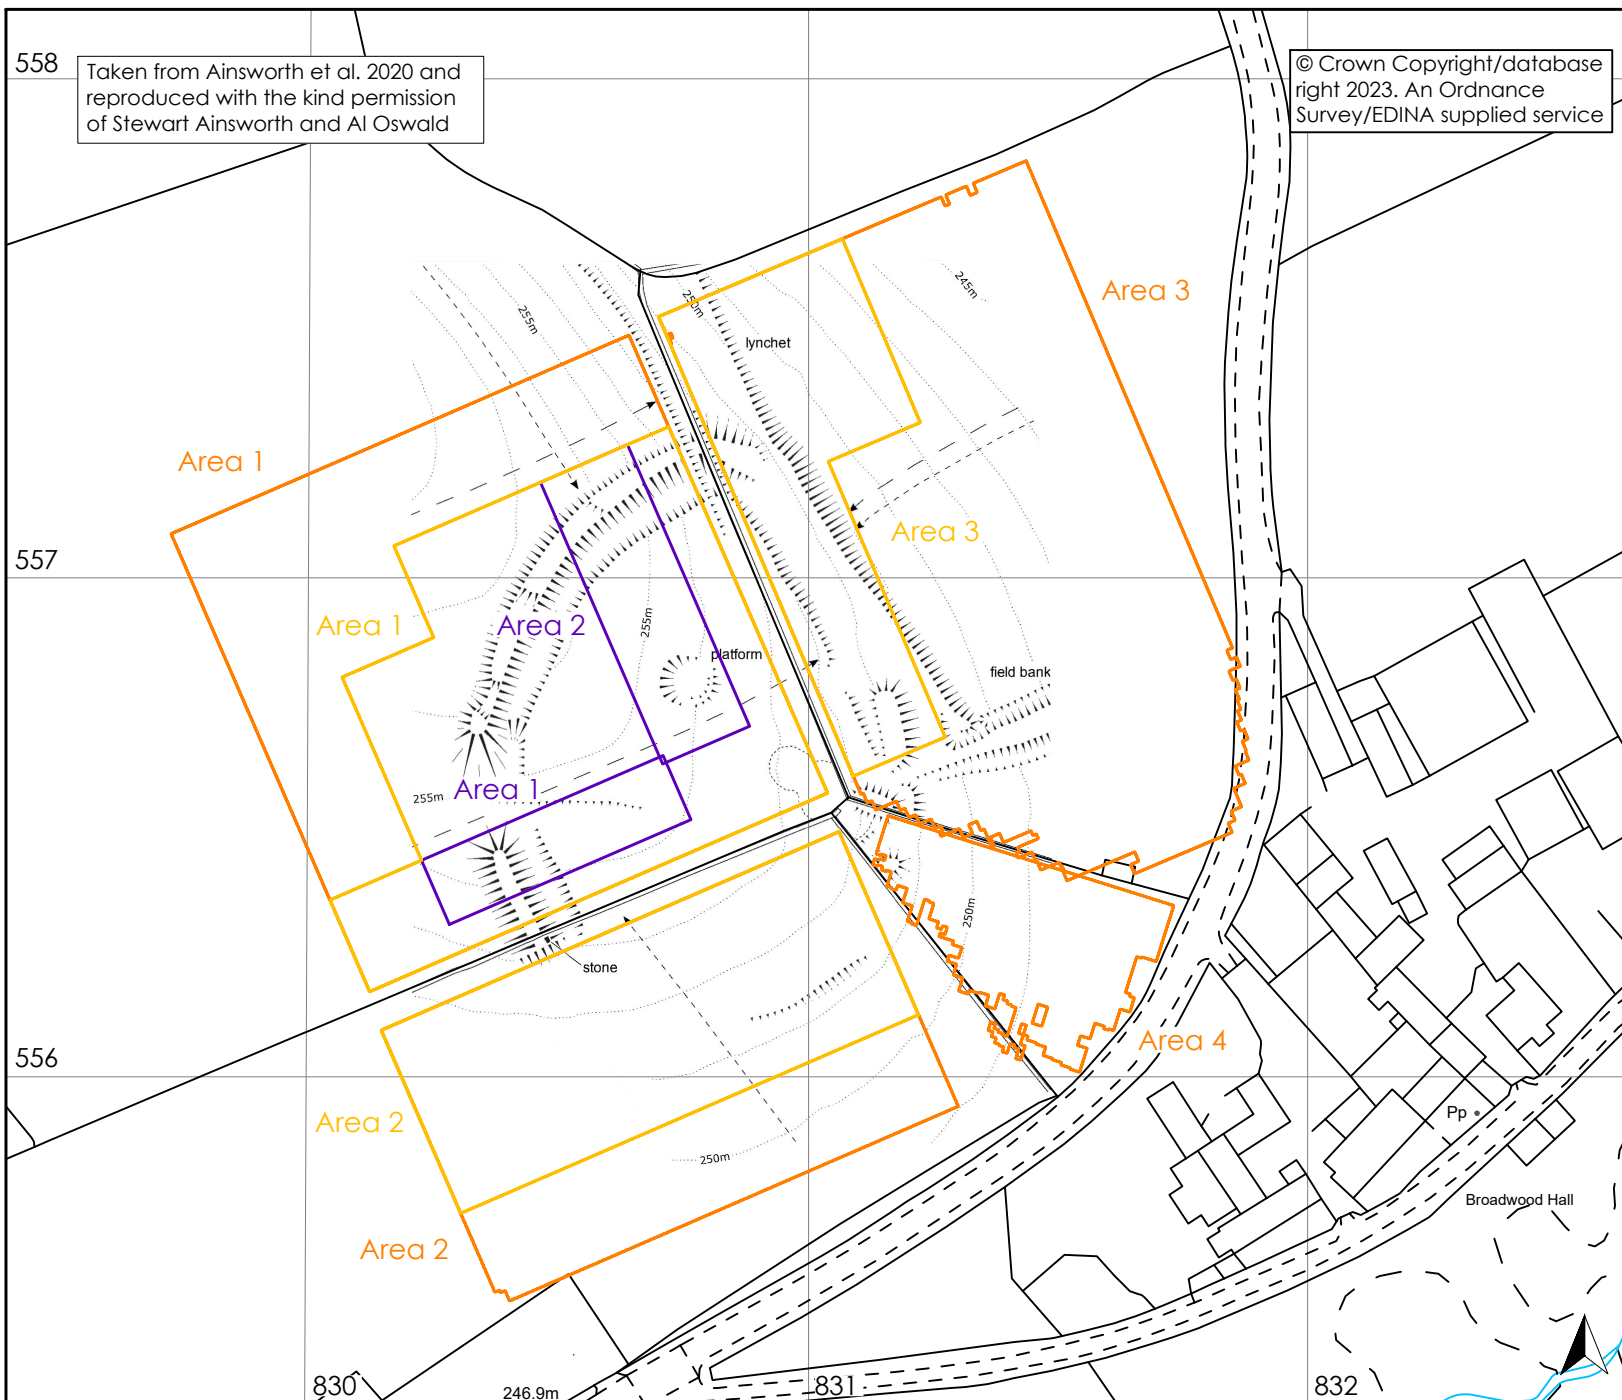 558
Taken from Ainsworth et al. 2020 and
reproduced with the kind permission
of Stewart Ainsworth and Al Oswald
© Crown Copyright/database
right 2023. An Ordnance
Survey/EDINA supplied service
245m
Area 3
250m
255m
lynchet
Area 1
Area 3
557
Area 1
Area 2
255m
platform
field bank
Area 1
255m
250m
stone
Area 4
556
Area 2
Pp
250m
Broadwood Hall
Area 2
830
246.9m
831
832